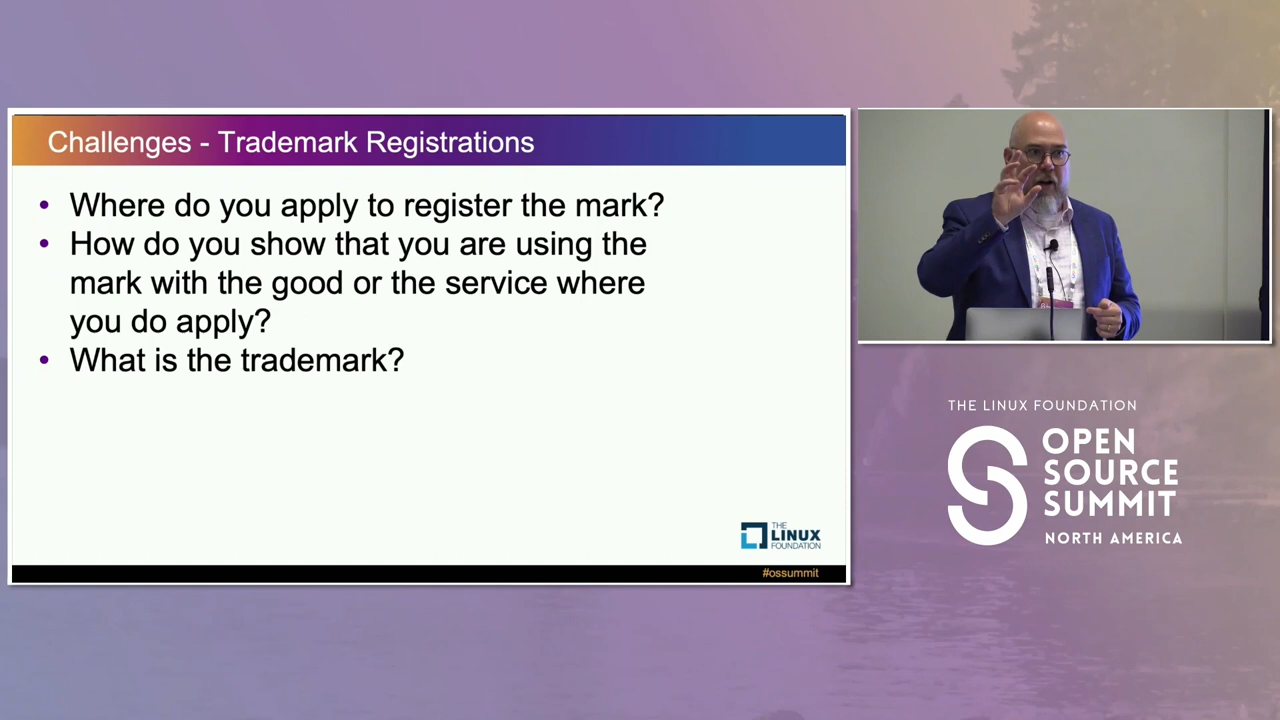 Challenges - Trademark Registrations
• Where do you apply to register the mark?
• How do you show that you are using the
mark with the good or the service where
you do apply?
• What is the trademark?
THE
LINUX
FOUNDATION
#ossummit
THE LINUX FOUNDATION
OPEN
SOURCE
SUMMIT
NORTH AMERICA